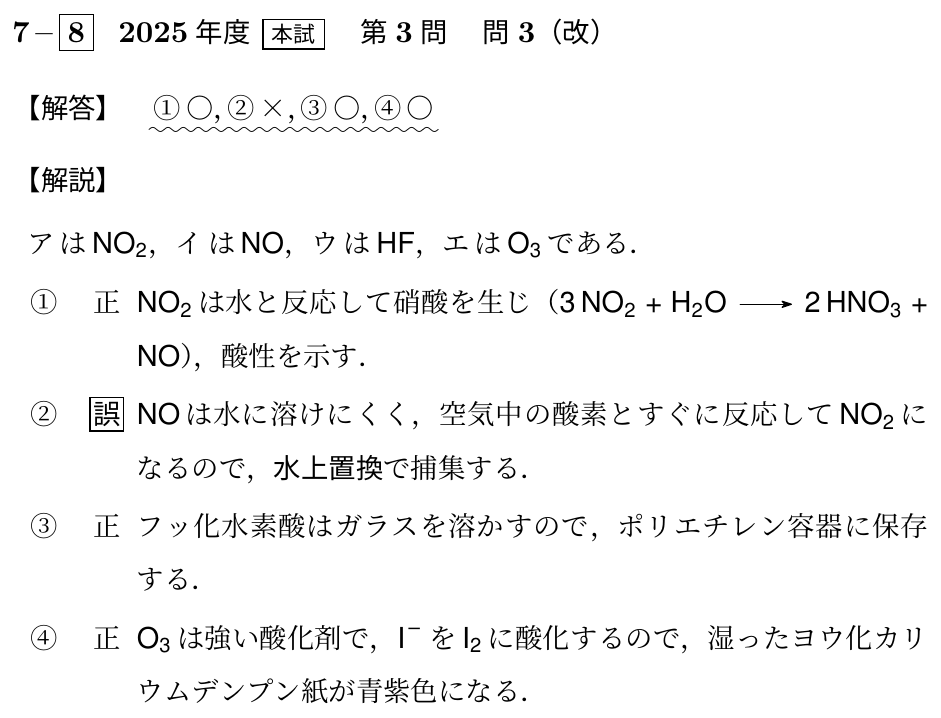 7-8 2025年度 本試 第3問 問3（改）
【解答】 ①○,②×,③○,④○
【解説】
アはNO₂，イはNO，ウはHF，エはO₃である．
① 正 NO₂は水と反応して硝酸を生じ（3 NO₂ + H₂O ⟶ 2 HNO₃ +
NO），酸性を示す．
② 誤 NOは水に溶けにくく，空気中の酸素とすぐに反応してNO₂に
なるので，水上置換で捕集する．
③ 正 フッ化水素酸はガラスを溶かすので，ポリエチレン容器に保存
する．
④ 正 O₃は強い酸化剤で，I⁻をI₂に酸化するので，湿ったヨウ化カリ
ウムデンプン紙が青紫色になる．